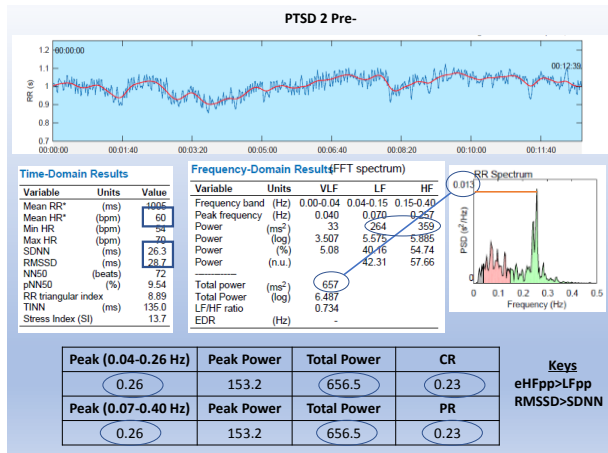 PTSD 2 Pre-
1.2
00:00:00
00:12:39
1.1
1
0.9
0.8
0.7
RR (s)
00:00:00 00:01:40 00:03:20 00:05:00 00:06:40 00:08:20 00:10:00 00:11:40
Time-Domain Results
Variable Units Value
Mean RR* (ms) 1005
Mean HR* (bpm) 60
Min HR (bpm) 54
Max HR (bpm) 70
SDNN (ms) 26.3
RMSSD (ms) 28.7
NN50 (beats) 72
pNN50 (%) 9.54
RR triangular index 8.89
TINN (ms) 135.0
Stress Index (SI) 13.7
Frequency-Domain Results (FFT spectrum)
Variable Units VLF LF HF
Frequency band (Hz) 0.00-0.04 0.04-0.15 0.15-0.40
Peak frequency (Hz) 0.040 0.070 0.257
Power (ms²) 33 264 359
Power (log) 3.507 5.575 5.885
Power (%) 5.08 40.16 54.74
Power (n.u.) 42.31 57.66
Total power (ms²) 657
Total Power (log) 6.487
LF/HF ratio 0.734
EDR (Hz) -
RR Spectrum
0.013
PSD (s²/Hz)
0 0.1 0.2 0.3 0.4 0.5
Frequency (Hz)
Peak (0.04-0.26 Hz) Peak Power Total Power CR
0.26 153.2 656.5 0.23
Peak (0.07-0.40 Hz) Peak Power Total Power PR
0.26 153.2 656.5 0.23
Keys
eHFpp>LFpp
RMSSD>SDNN